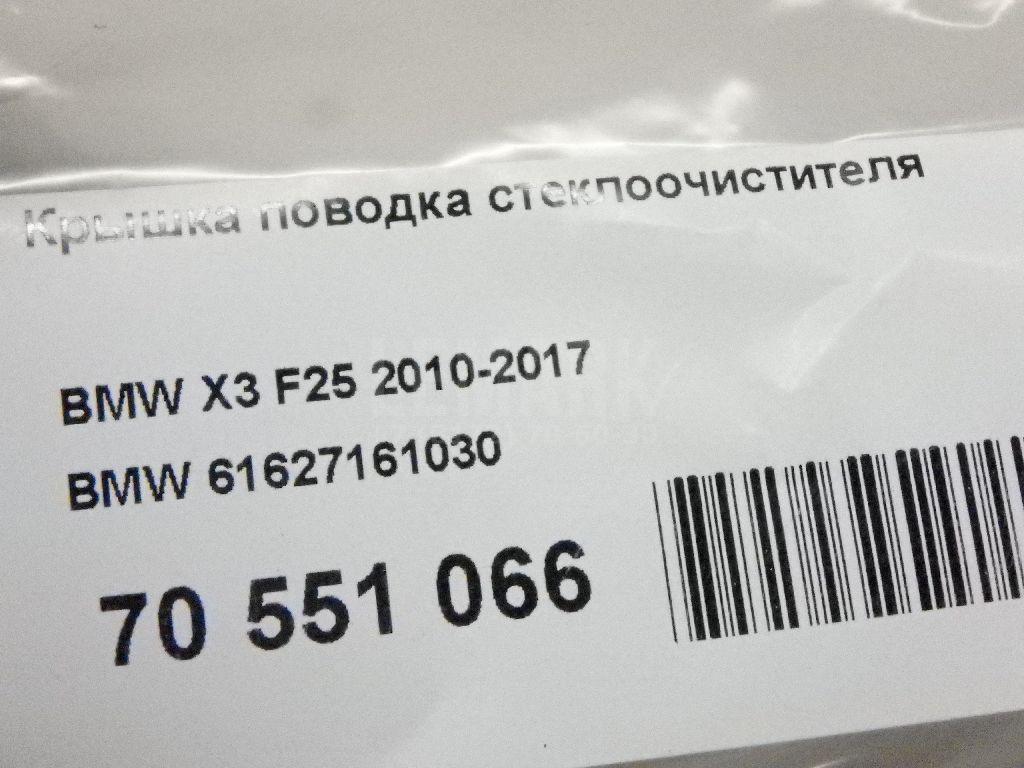 Крышка поводка стеклоочистителя
BMW X3 F25 2010-2017
BMW 61627161030
70 551 066